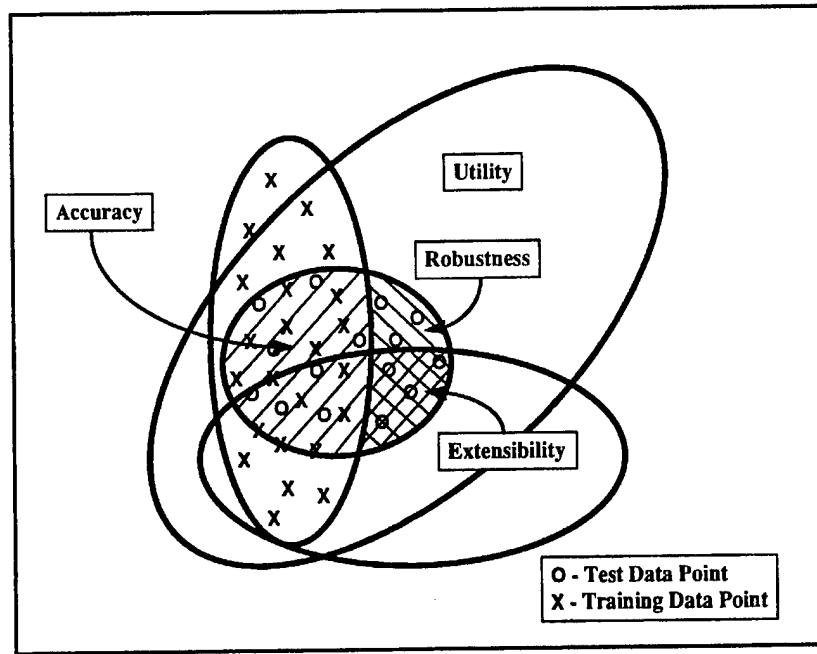 Utility
Accuracy
Robustness
Extensibility
O - Test Data Point
X - Training Data Point